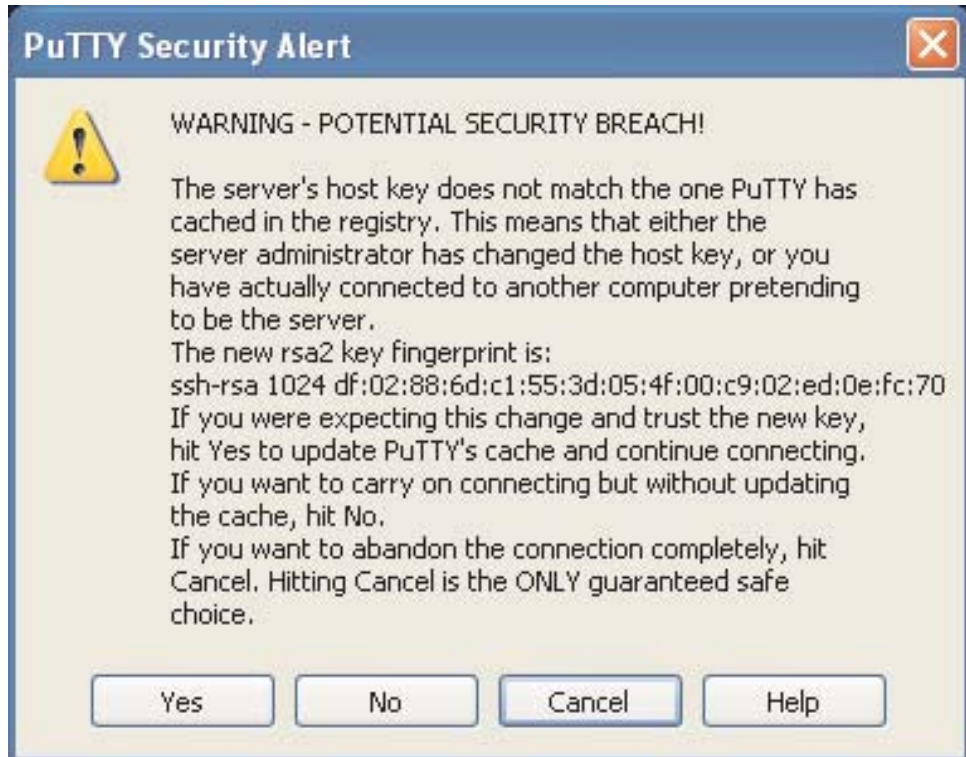 PuTTY Security Alert
WARNING - POTENTIAL SECURITY BREACH!
The server's host key does not match the one PuTTY has
cached in the registry. This means that either the
server administrator has changed the host key, or you
have actually connected to another computer pretending
to be the server.
The new rsa2 key fingerprint is:
ssh-rsa 1024 df:02:88:6d:c1:55:3d:05:4f:00:c9:02:ed:0e:fc:70
If you were expecting this change and trust the new key,
hit Yes to update PuTTY's cache and continue connecting.
If you want to carry on connecting but without updating
the cache, hit No.
If you want to abandon the connection completely, hit
Cancel. Hitting Cancel is the ONLY guaranteed safe
choice.
Yes No Cancel Help